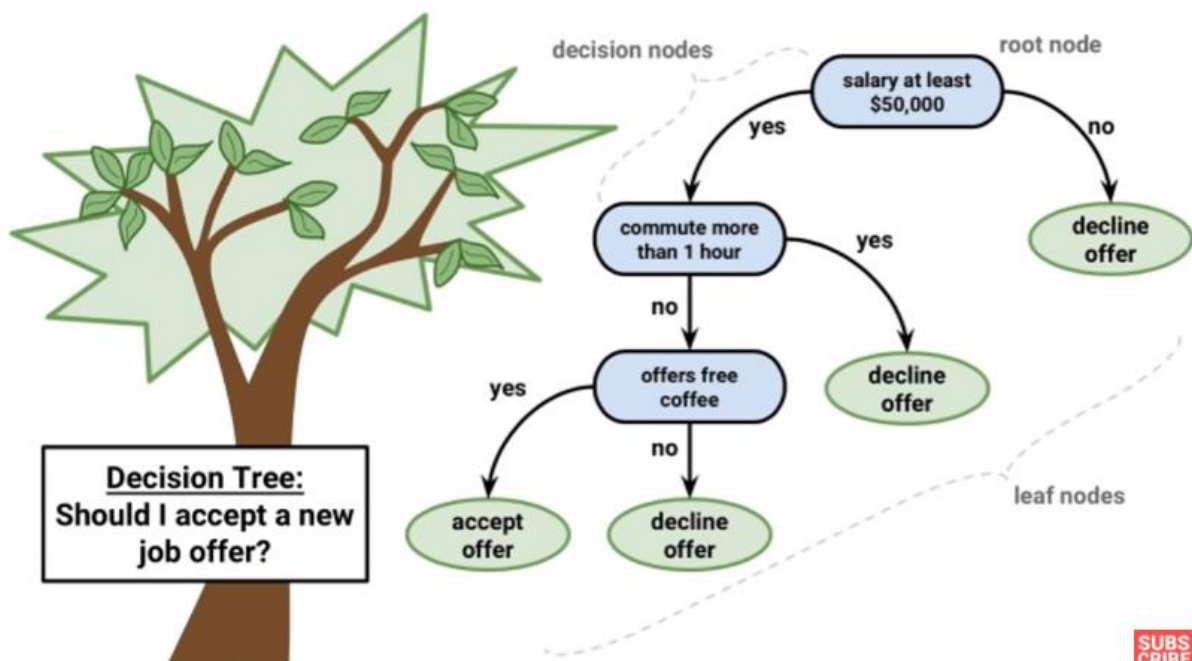 decision nodes
root node
salary at least
$50,000
yes
no
commute more
than 1 hour
yes
decline
offer
no
yes
offers free
coffee
decline
offer
no
Decision Tree:
Should I accept a new
job offer?
accept
offer
decline
offer
leaf nodes
SUBS
CRIBE